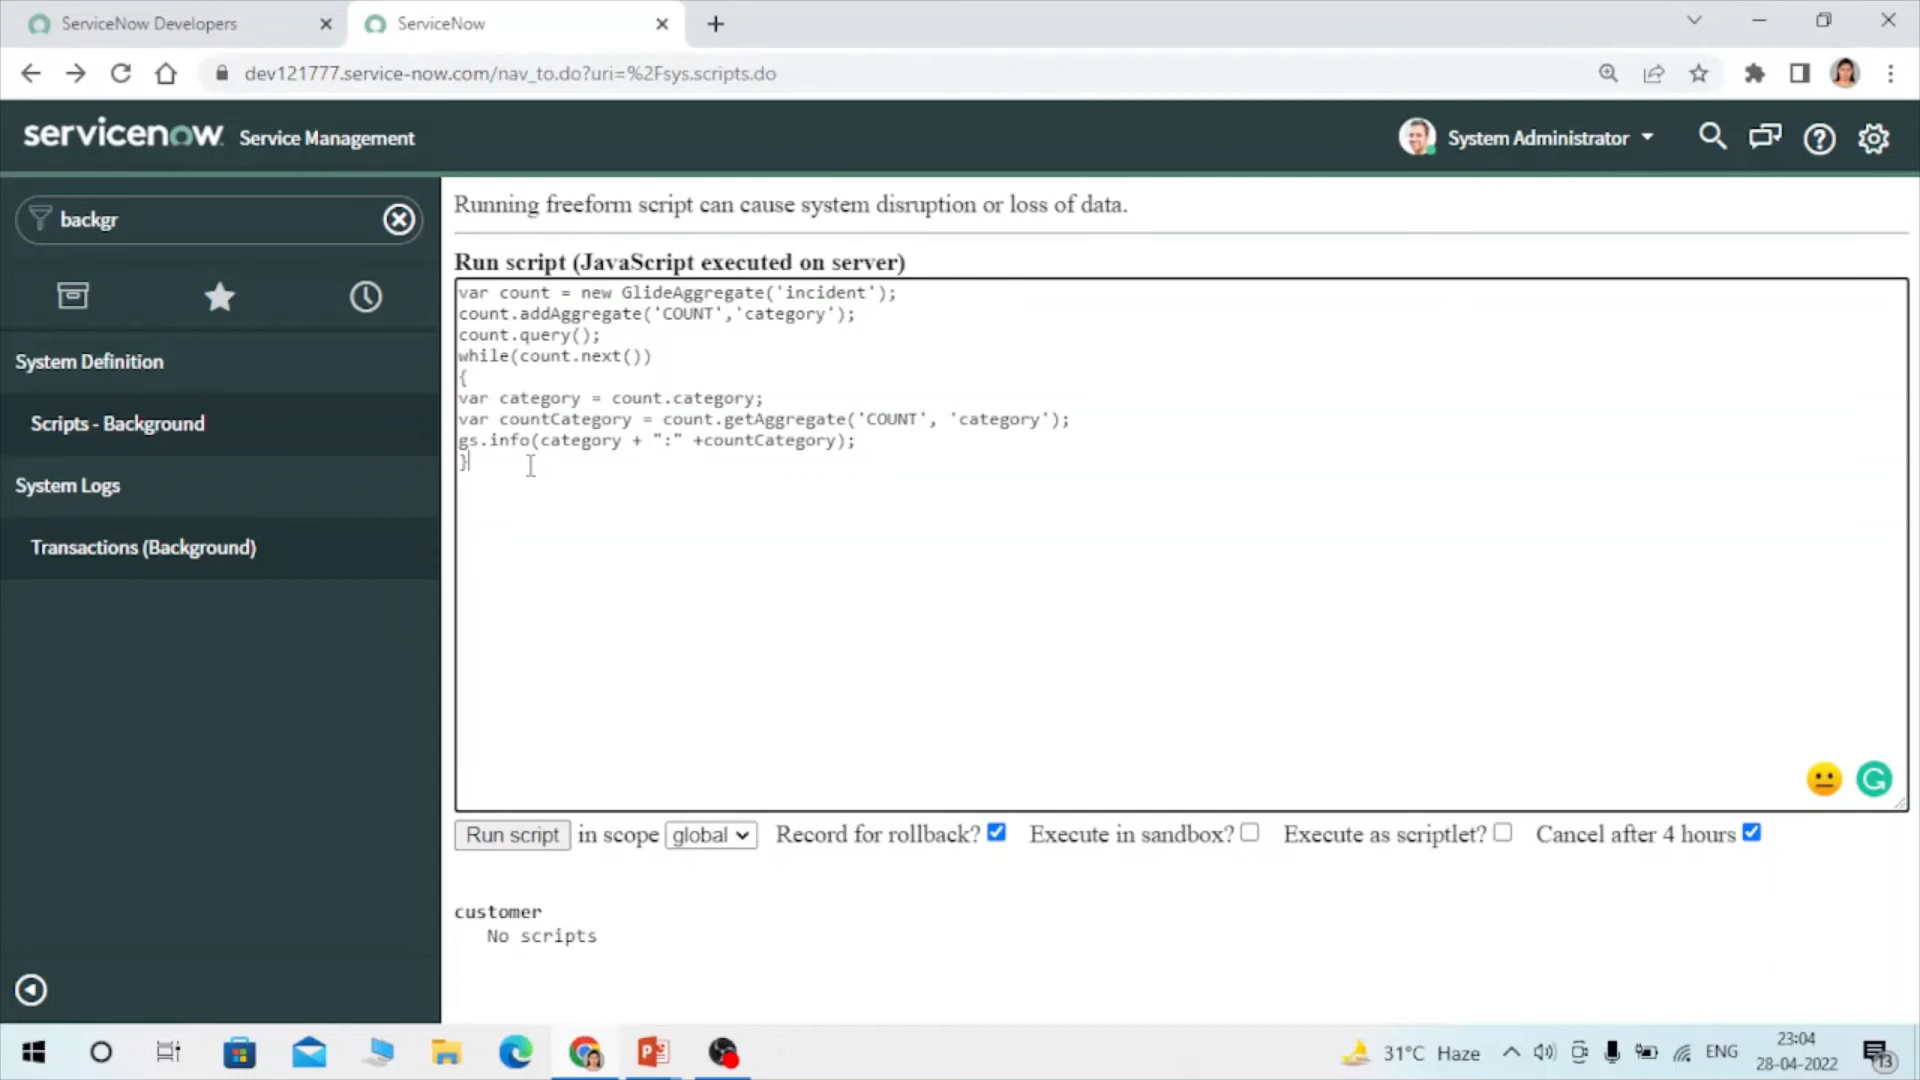 ServiceNow Developers
ServiceNow
dev121777.service-now.com/nav_to.do?uri=%2Fsys.scripts.do
servicenow Service Management
System Administrator
backgr
System Definition
Scripts - Background
System Logs
Transactions (Background)
Running freeform script can cause system disruption or loss of data.
Run script (JavaScript executed on server)
var count = new GlideAggregate('incident');
count.addAggregate('COUNT','category');
count.query();
while(count.next())
{
var category = count.category;
var countCategory = count.getAggregate('COUNT', 'category');
gs.info(category + ":" +countCategory);
}
Run script in scope global Record for rollback? Execute in sandbox? Execute as scriptlet? Cancel after 4 hours
customer
No scripts
31°C Haze
ENG
23:04
28-04-2022
13